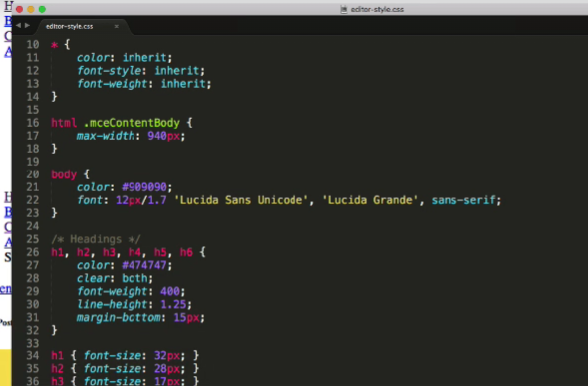 editor-style.css
editor-style.css ×
10 * {
11 color: inherit;
12 font-style: inherit;
13 font-weight: inherit;
14 }
15
16 html .mceContentBody {
17 max-width: 940px;
18 }
19
20 body {
21 color: #909090;
22 font: 12px/1.7 'Lucida Sans Unicode', 'Lucida Grande', sans-serif;
23 }
24
25 /* Headings */
26 h1, h2, h3, h4, h5, h6 {
27 color: #474747;
28 clear: both;
29 font-weight: 400;
30 line-height: 1.25;
31 margin-bottom: 15px;
32 }
33
34 h1 { font-size: 32px; }
35 h2 { font-size: 28px; }
36 h3 { font-size: 17px; }
H
B
C
A
H
B
C
A
S
en
Post